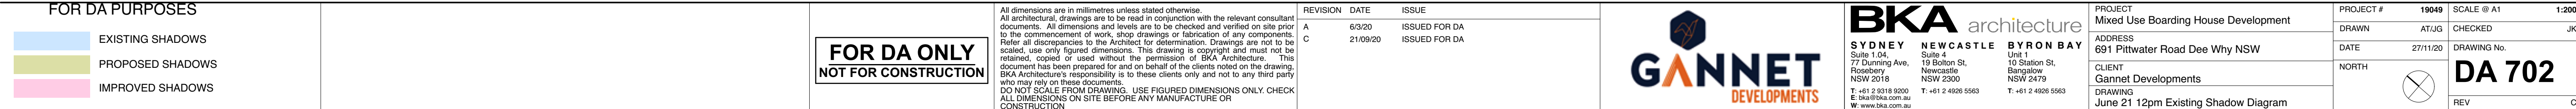 FOR DA PURPOSES
EXISTING SHADOWS
PROPOSED SHADOWS
IMPROVED SHADOWS
FOR DA ONLY
NOT FOR CONSTRUCTION
All dimensions are in millimetres unless stated otherwise.
All architectural, drawings are to be read in conjunction with the relevant consultant
documents. All dimensions and levels are to be checked and verified on site prior
to the commencement of work, shop drawings or fabrication of any components.
Refer all discrepancies to the Architect for determination. Drawings are not to be
scaled, use only figured dimensions. This drawing is copyright and must not be
retained, copied or used without the permission of BKA Architecture. This
document has been prepared for and on behalf of the clients noted on the drawing,
BKA Architecture's responsibility is to these clients only and not to any third party
who may rely on these documents.
DO NOT SCALE FROM DRAWING. USE FIGURED DIMENSIONS ONLY. CHECK
ALL DIMENSIONS ON SITE BEFORE ANY MANUFACTURE OR
CONSTRUCTION
REVISION DATE ISSUE
A 6/3/20 ISSUED FOR DA
C 21/09/20 ISSUED FOR DA
GANNET
DEVELOPMENTS
BKA architecture
SYDNEY
Suite 1.04,
77 Dunning Ave,
Rosebery
NSW 2018
T: +61 2 9318 9200
E: bka@bka.com.au
W: www.bka.com.au
NEWCASTLE
Suite 4
19 Bolton St,
Newcastle
NSW 2300
T: +61 2 4926 5563
BYRON BAY
Unit 1
10 Station St,
Bangalow
NSW 2479
T: +61 2 4926 5563
PROJECT
Mixed Use Boarding House Development
ADDRESS
691 Pittwater Road Dee Why NSW
CLIENT
Gannet Developments
DRAWING
June 21 12pm Existing Shadow Diagram
PROJECT # 19049
DRAWN AT/JG
DATE 27/11/20
NORTH
SCALE @ A1 1:200
CHECKED JK
DRAWING No.
DA 702
REV